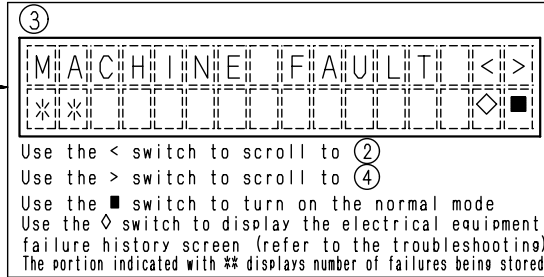 ③
MACHINE FAULT <>
** ◇■
Use the < switch to scroll to ②
Use the > switch to scroll to ④
Use the ■ switch to turn on the normal mode
Use the ◇ switch to display the electrical equipment
failure history screen (refer to the troubleshooting)
The portion indicated with ** displays number of failures being stored